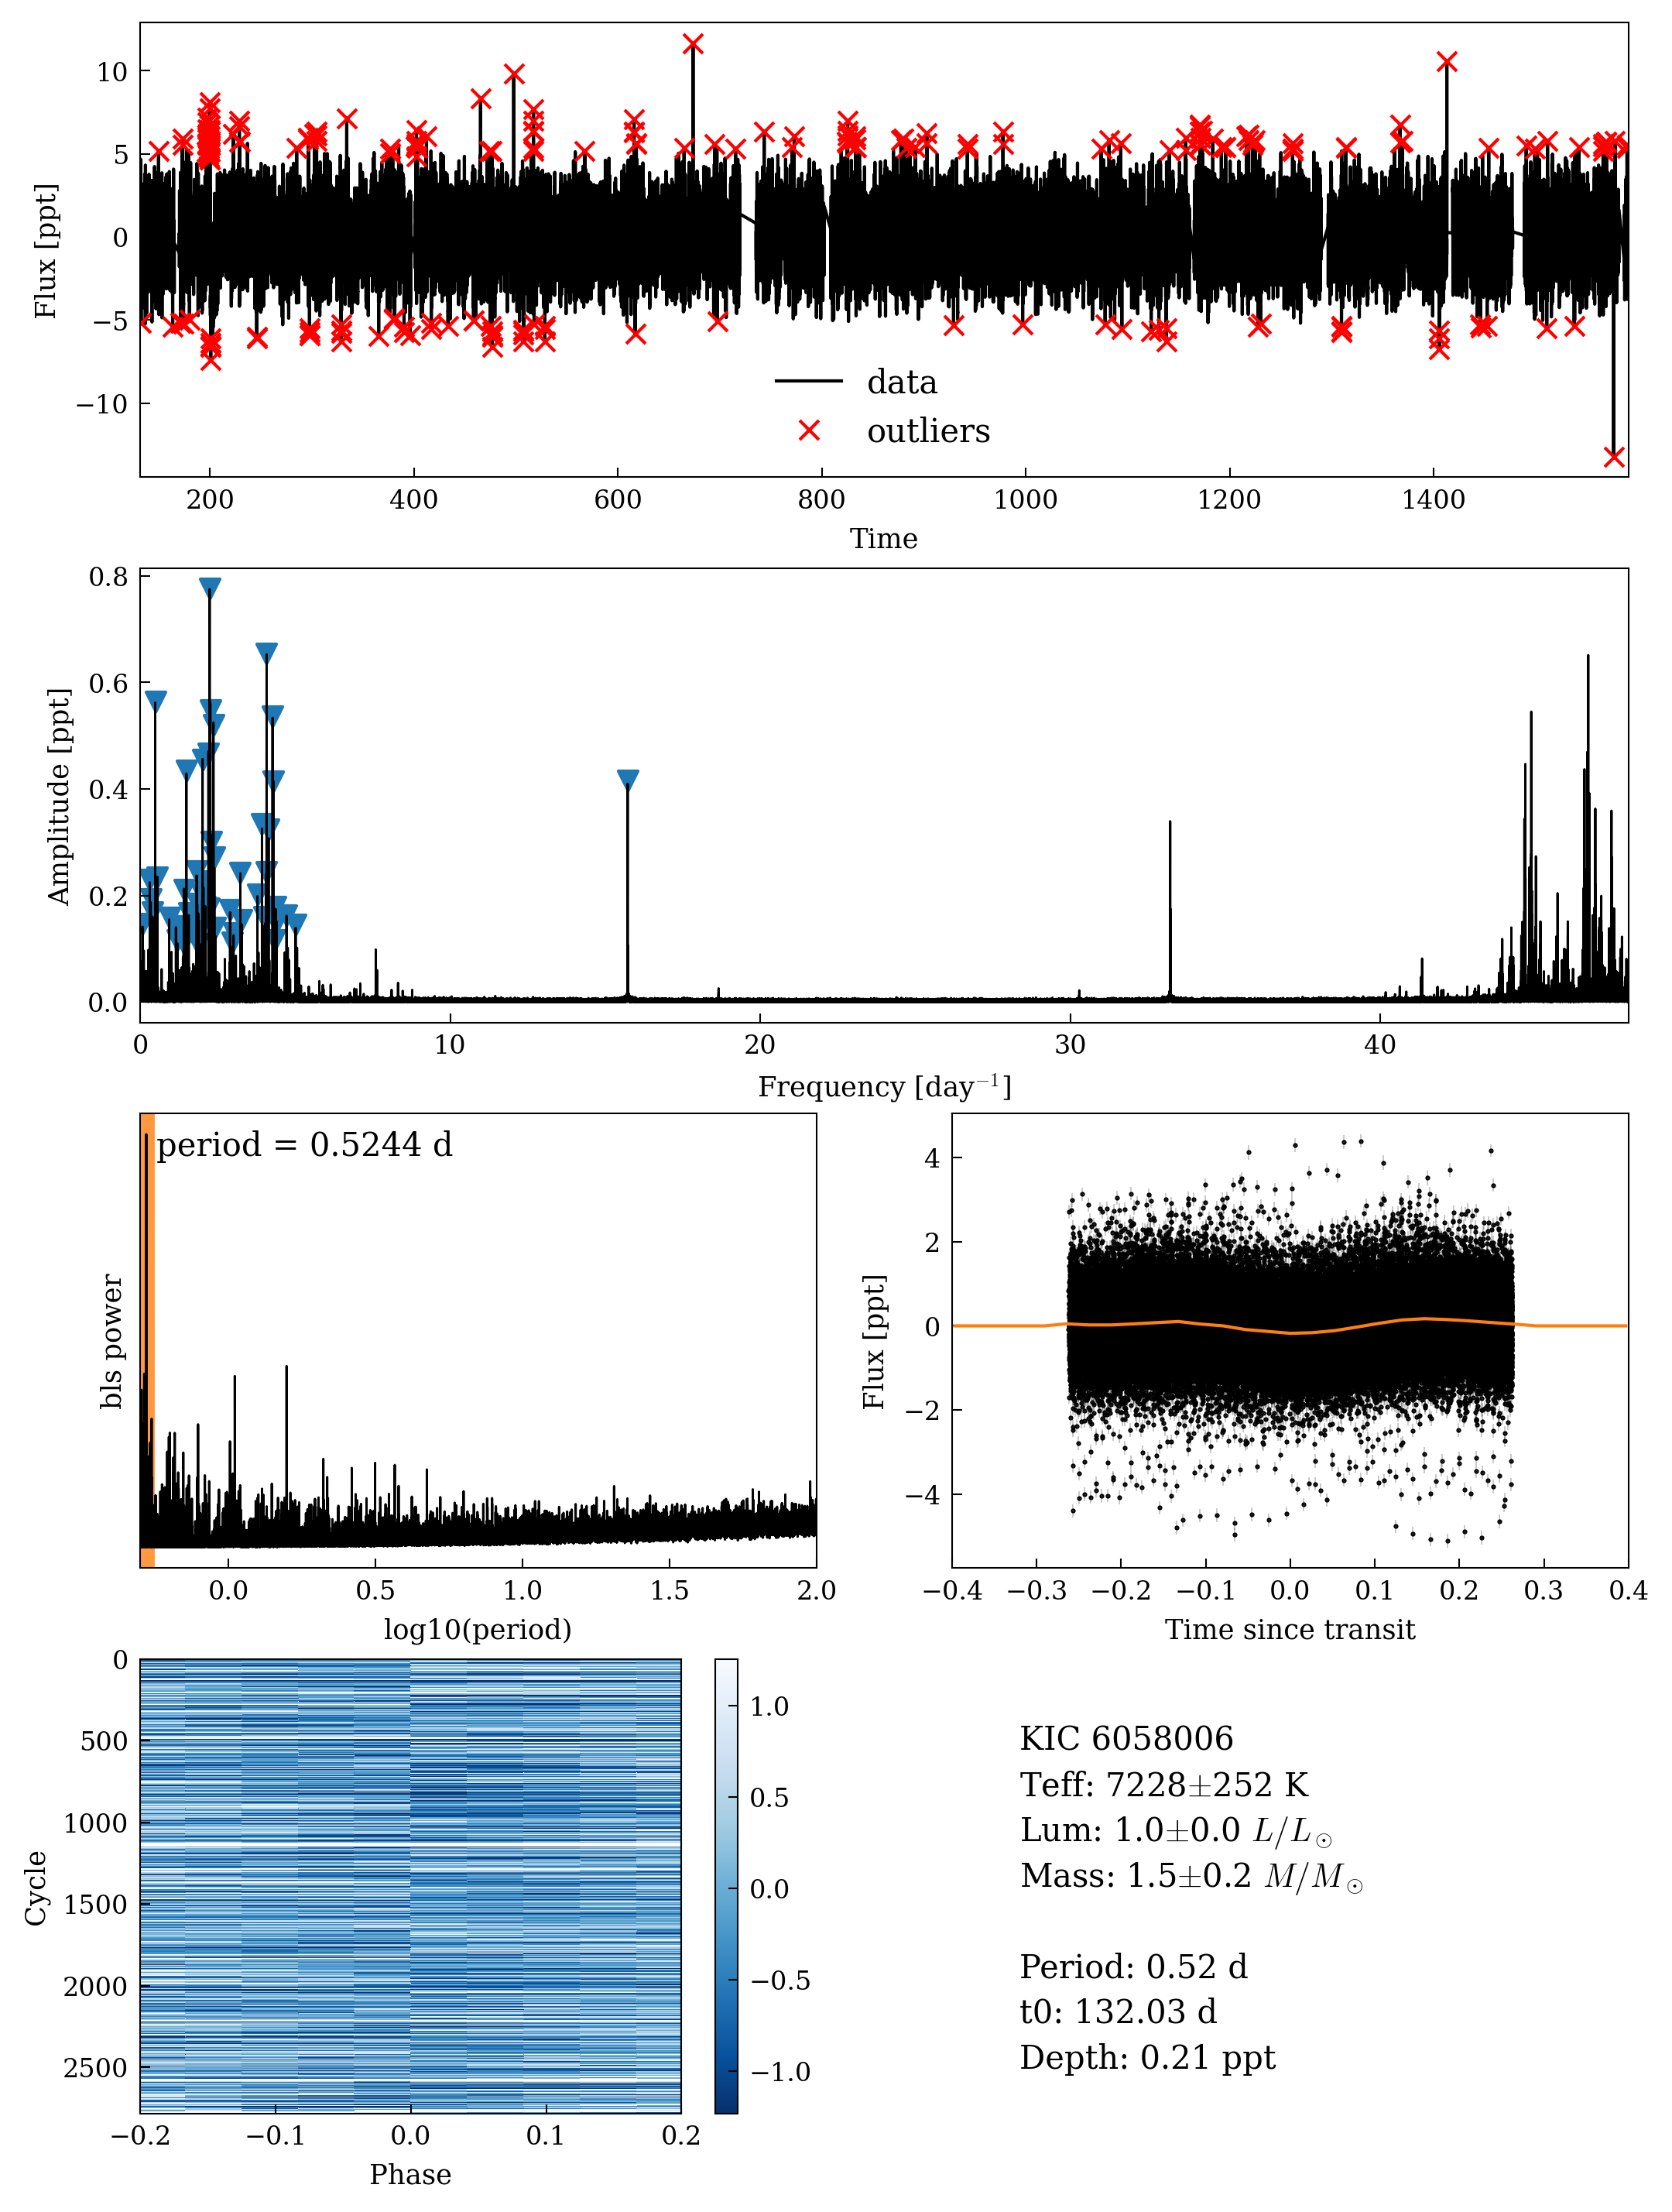 10
5
0
−5
−10
Flux [ppt]
data
outliers
200 400 600 800 1000 1200 1400
Time
0.8
0.6
0.4
0.2
0.0
Amplitude [ppt]
0 10 20 30 40
Frequency [day⁻¹]
period = 0.5244 d
bls power
0.0 0.5 1.0 1.5 2.0
log10(period)
4
2
0
−2
−4
Flux [ppt]
−0.4 −0.3 −0.2 −0.1 0.0 0.1 0.2 0.3 0.4
Time since transit
0
500
1000
1500
2000
2500
Cycle
−0.2 −0.1 0.0 0.1 0.2
Phase
1.0
0.5
0.0
−0.5
−1.0
KIC 6058006
Teff: 7228±252 K
Lum: 1.0±0.0 L/L⊙
Mass: 1.5±0.2 M/M⊙
Period: 0.52 d
t0: 132.03 d
Depth: 0.21 ppt